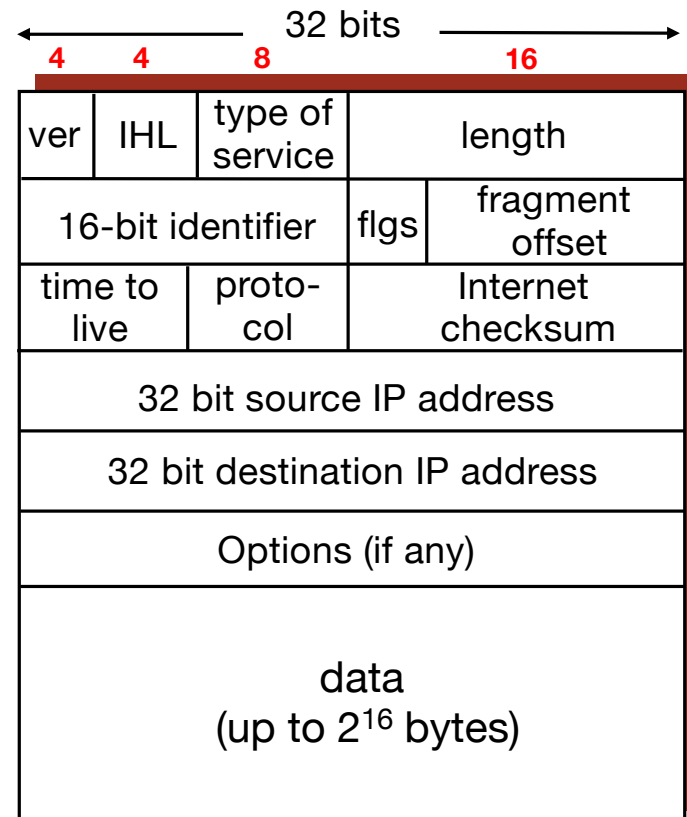 32 bits
4 4 8 16
ver IHL type of service length
16-bit identifier flgs fragment offset
time to live proto-col Internet checksum
32 bit source IP address
32 bit destination IP address
Options (if any)
data
(up to 2¹⁶ bytes)